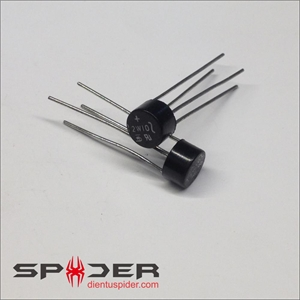 +
2W10
SPIDER
dientuspider.com